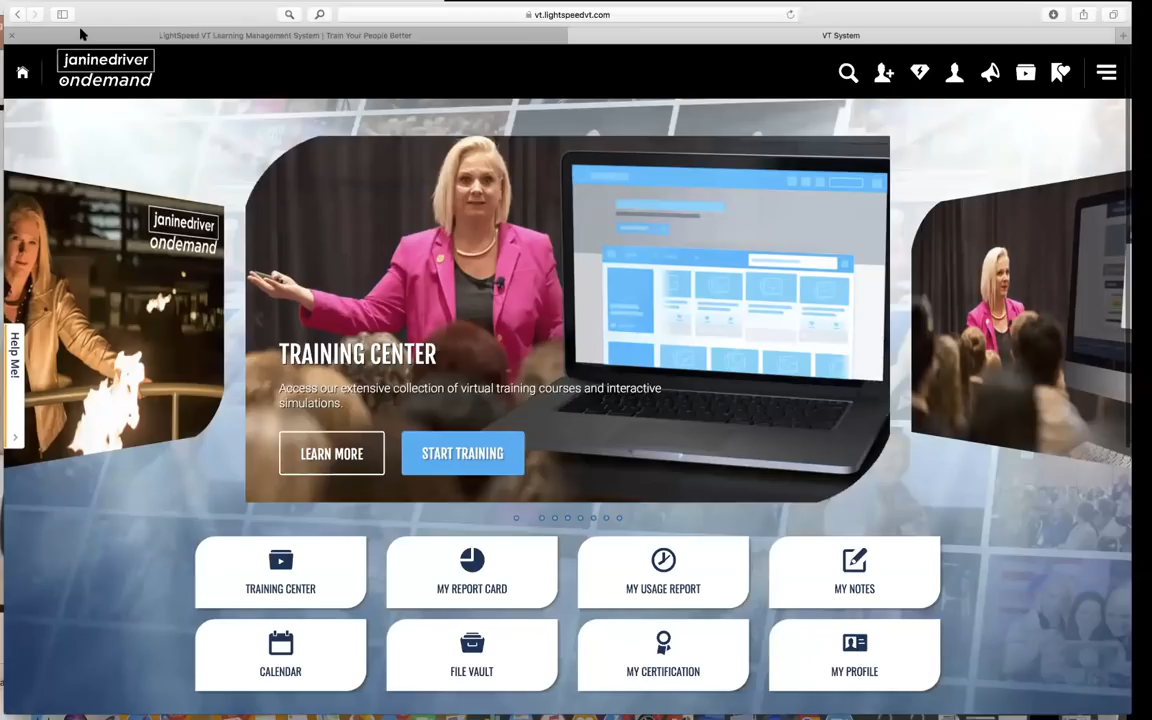 vt.lightspeedvt.com
LightSpeed VT Learning Management System | Train Your People Better
VT System
janinedriver
ondemand
janinedriver
ondemand
Help Me!
TRAINING CENTER
Access our extensive collection of virtual training courses and interactive
simulations.
LEARN MORE
START TRAINING
TRAINING CENTER
MY REPORT CARD
MY USAGE REPORT
MY NOTES
CALENDAR
FILE VAULT
MY CERTIFICATION
MY PROFILE